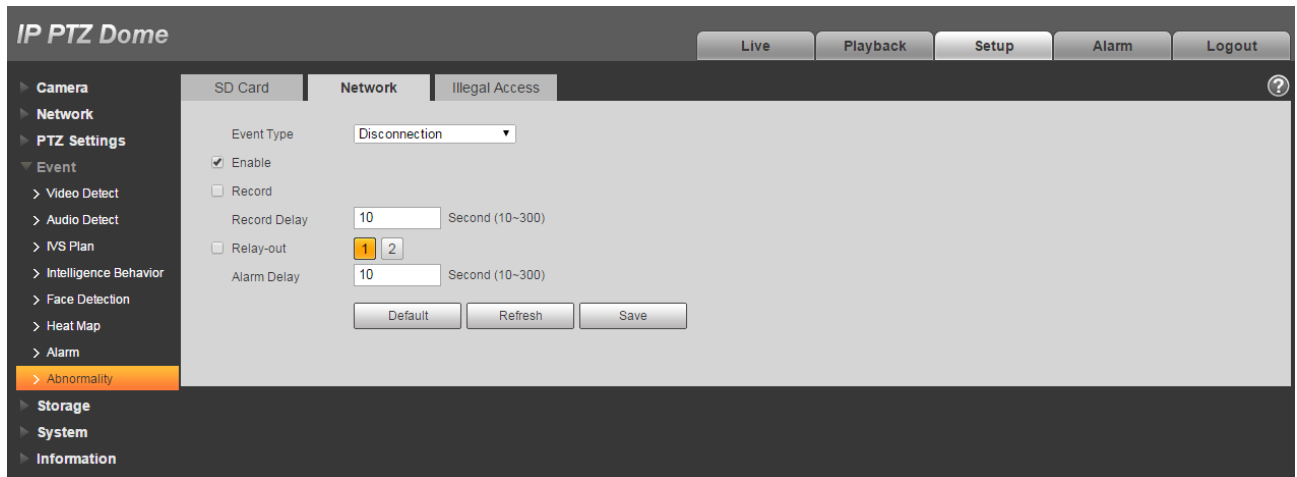 IP PTZ Dome
Live Playback Setup Alarm Logout
Camera
Network
PTZ Settings
Event
Video Detect
Audio Detect
IVS Plan
Intelligence Behavior
Face Detection
Heat Map
Alarm
Abnormality
Storage
System
Information
SD Card Network Illegal Access
?
Event Type Disconnection
Enable
Record
Record Delay 10 Second (10~300)
Relay-out 1 2
Alarm Delay 10 Second (10~300)
Default Refresh Save